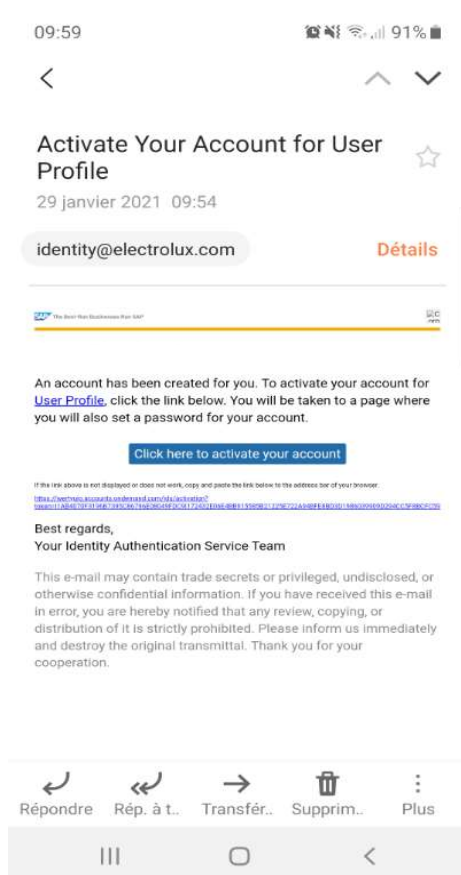 09:59 91%
Activate Your Account for User
Profile
29 janvier 2021 09:54
identity@electrolux.com Détails
SAP The Best-Run Businesses Run SAP
An account has been created for you. To activate your account for
User Profile, click the link below. You will be taken to a page where
you will also set a password for your account.
Click here to activate your account
If the link above is not displayed or does not work, copy and paste the link below to the address bar of your browser:
Best regards,
Your Identity Authentication Service Team
This e-mail may contain trade secrets or privileged, undisclosed, or
otherwise confidential information. If you have received this e-mail
in error, you are hereby notified that any review, copying, or
distribution of it is strictly prohibited. Please inform us immediately
and destroy the original transmittal. Thank you for your
cooperation.
Répondre Rép. à t.. Transfér.. Supprim.. Plus